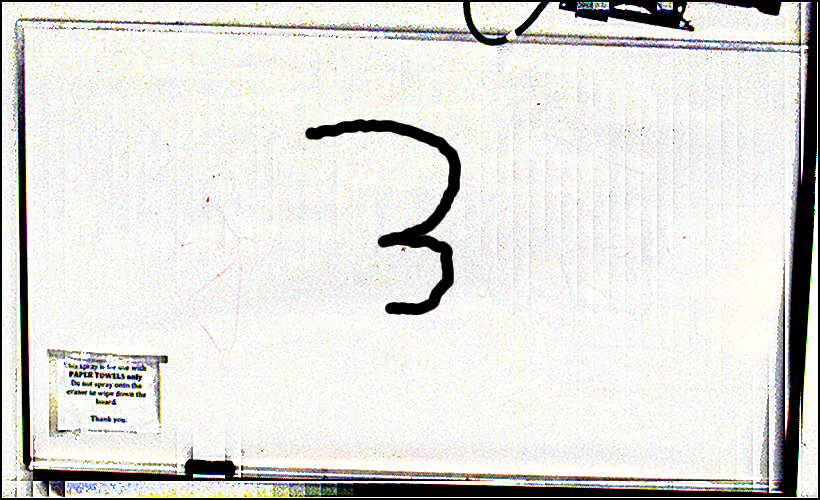 3
This spray is for use with
PAPER TOWELS only
Do not spray onto the
eraser to wipe down the
board.
Thank you.